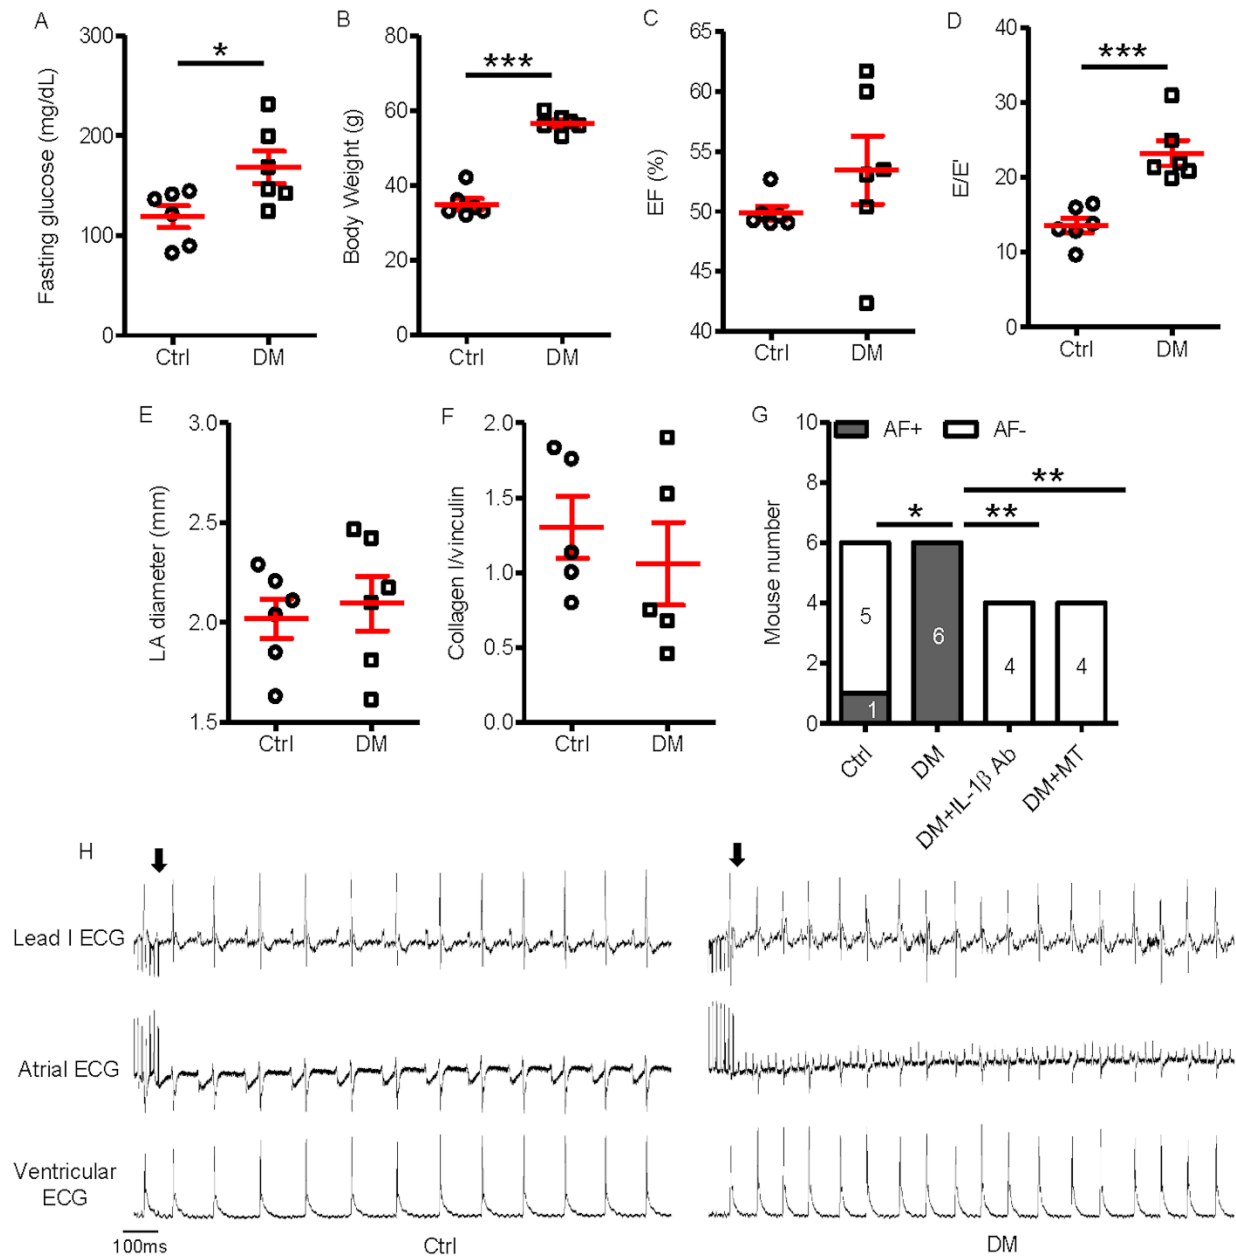 A
Fasting glucose (mg/dL)
300
200
100
0
*
Ctrl
DM
B
Body Weight (g)
80
60
40
20
0
***
Ctrl
DM
C
EF (%)
65
60
55
50
45
40
Ctrl
DM
D
E/E'
40
30
20
10
0
***
Ctrl
DM
E
LA diameter (mm)
3.0
2.5
2.0
1.5
Ctrl
DM
F
Collagen I/vinculin
2.0
1.5
1.0
0.5
0.0
Ctrl
DM
G
AF+
AF-
Mouse number
10
8
6
4
2
0
**
*
**
5
1
6
4
4
Ctrl
DM
DM+IL-1β Ab
DM+MT
H
Lead I ECG
Atrial ECG
Ventricular
ECG
100ms
Ctrl
DM